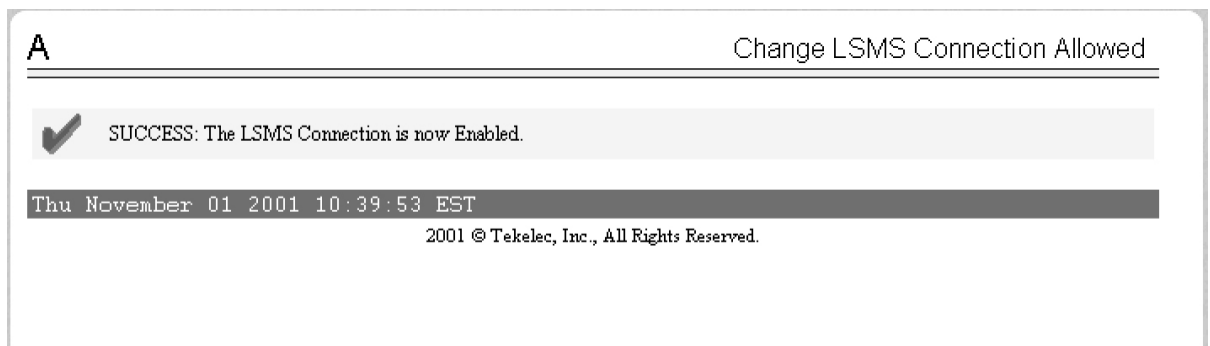 A
Change LSMS Connection Allowed
SUCCESS: The LSMS Connection is now Enabled.
Thu November 01 2001 10:39:53 EST
2001 © Tekelec, Inc., All Rights Reserved.